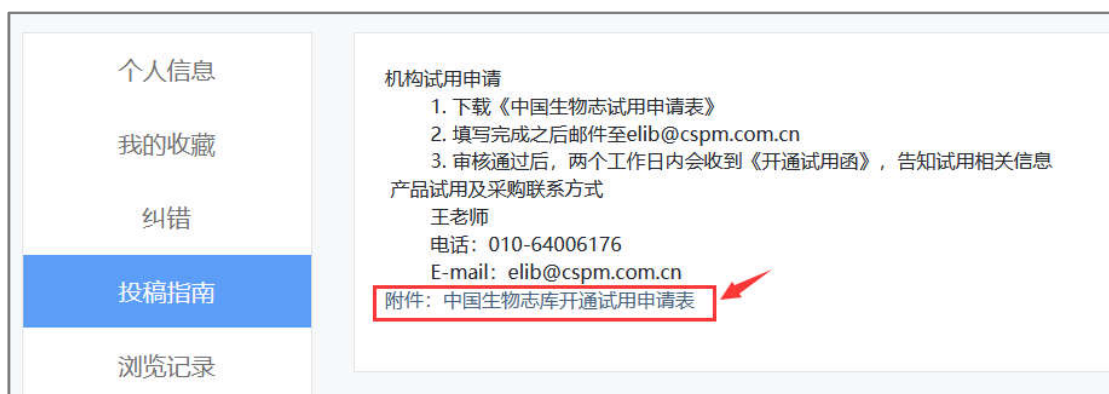 个人信息
我的收藏
纠错
投稿指南
浏览记录
机构试用申请
1. 下载《中国生物志试用申请表》
2. 填写完成之后邮件至elib@cspm.com.cn
3. 审核通过后，两个工作日内会收到《开通试用函》，告知试用相关信息
产品试用及采购联系方式
王老师
电话：010-64006176
E-mail：elib@cspm.com.cn
附件：中国生物志库开通试用申请表